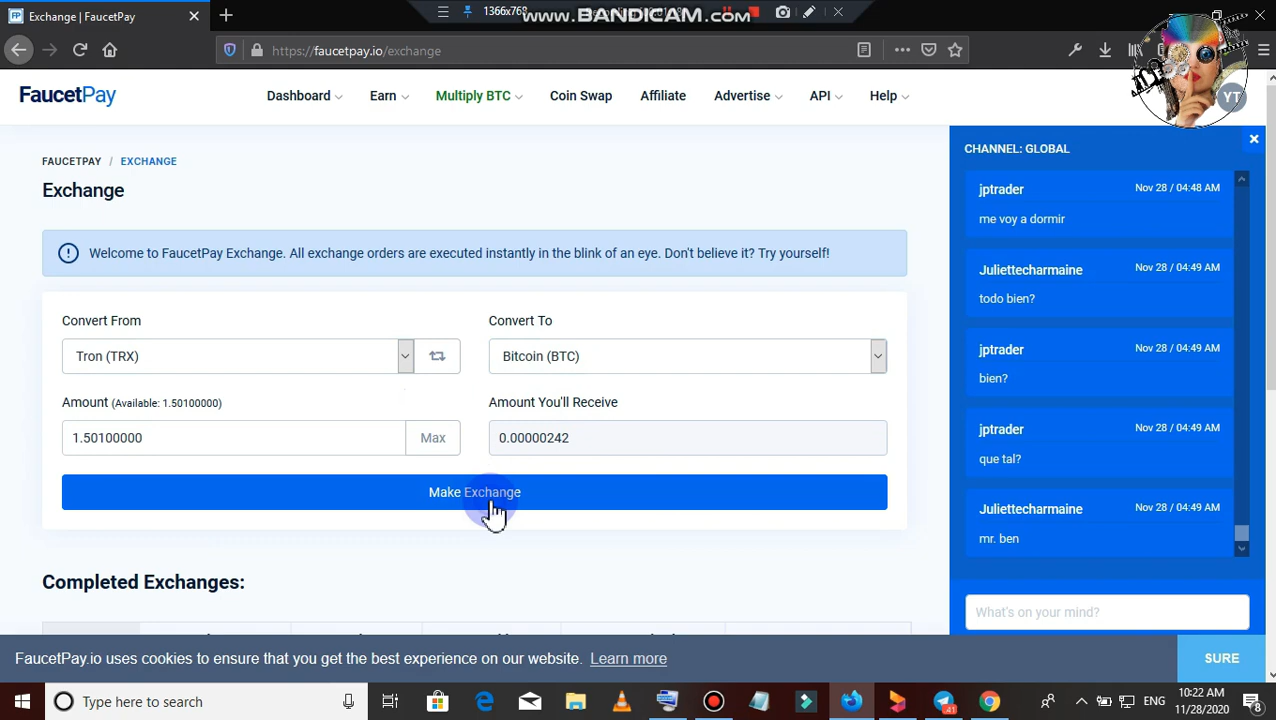 Exchange | FaucetPay
1366x768
www.BANDICAM.com
https://faucetpay.io/exchange
FaucetPay
Dashboard
Earn
Multiply BTC
Coin Swap
Affiliate
Advertise
API
Help
YT
FAUCETPAY / EXCHANGE
Exchange
Welcome to FaucetPay Exchange. All exchange orders are executed instantly in the blink of an eye. Don't believe it? Try yourself!
Convert From
Convert To
Tron (TRX)
Bitcoin (BTC)
Amount (Available: 1.50100000)
Amount You'll Receive
1.50100000
Max
0.00000242
Make Exchange
Completed Exchanges:
CHANNEL: GLOBAL
jptrader
Nov 28 / 04:48 AM
me voy a dormir
Juliettecharmaine
Nov 28 / 04:49 AM
todo bien?
jptrader
Nov 28 / 04:49 AM
bien?
jptrader
Nov 28 / 04:49 AM
que tal?
Juliettecharmaine
Nov 28 / 04:49 AM
mr. ben
What's on your mind?
FaucetPay.io uses cookies to ensure that you get the best experience on our website. Learn more
SURE
Type here to search
ENG
10:22 AM
11/28/2020